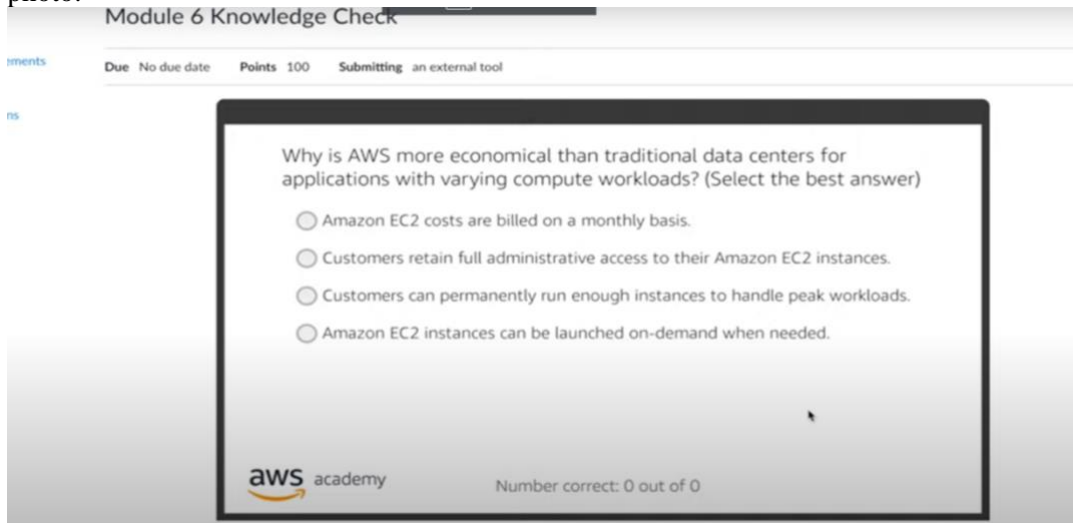 photo.
Module 6 Knowledge Check
ements
Due No due date Points 100 Submitting an external tool
ns
Why is AWS more economical than traditional data centers for
applications with varying compute workloads? (Select the best answer)
Amazon EC2 costs are billed on a monthly basis.
Customers retain full administrative access to their Amazon EC2 instances.
Customers can permanently run enough instances to handle peak workloads.
Amazon EC2 instances can be launched on-demand when needed.
aws academy
Number correct: 0 out of 0